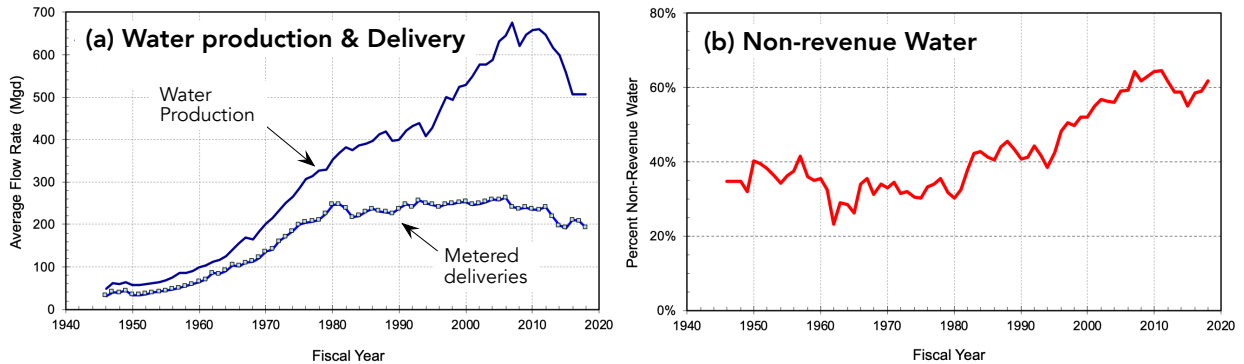 (a) Water production & Delivery
700
600
500
400
300
200
100
0
Average Flow Rate (Mgd)
Water
Production
Metered
deliveries
1940 1950 1960 1970 1980 1990 2000 2010 2020
Fiscal Year
(b) Non-revenue Water
80%
60%
40%
20%
0%
Percent Non-Revenue Water
1940 1950 1960 1970 1980 1990 2000 2010 2020
Fiscal Year